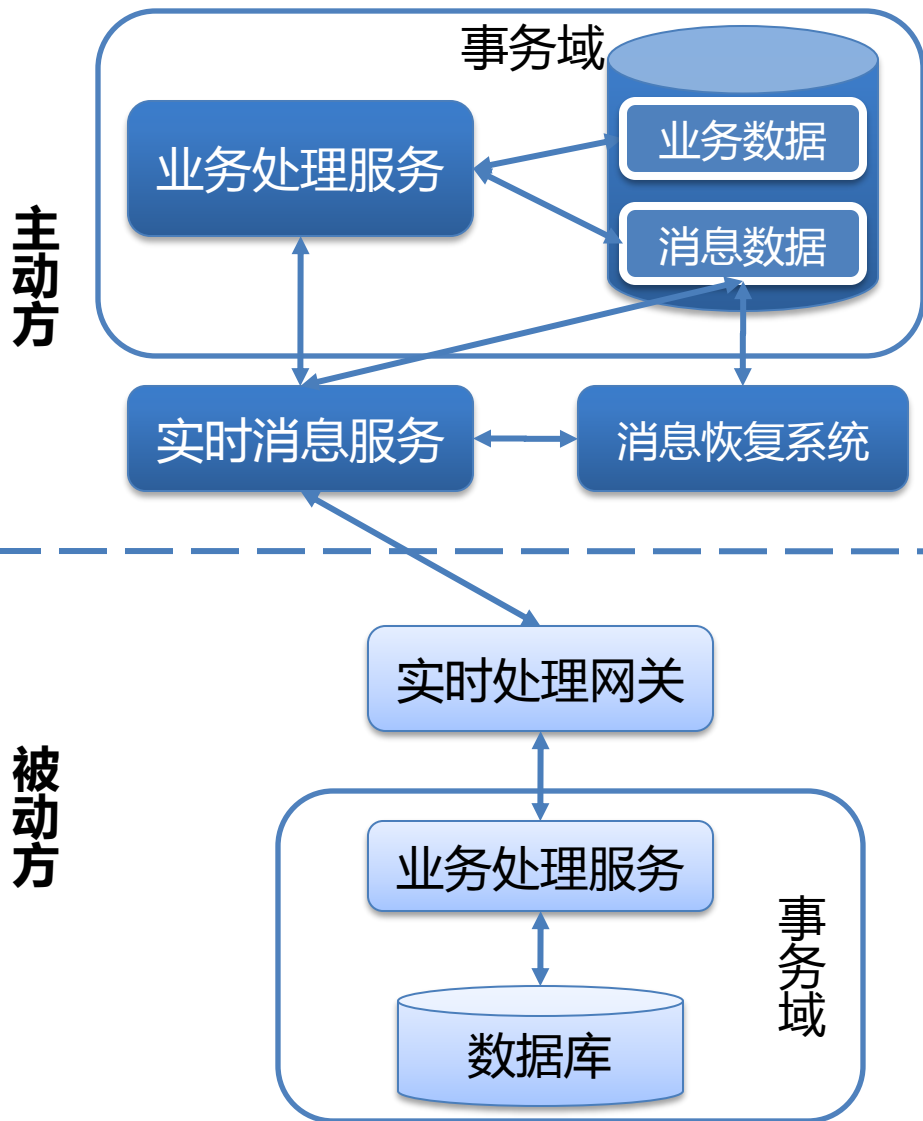 事务域
业务处理服务
业务数据
消息数据
主动方
实时消息服务
消息恢复系统
实时处理网关
被动方
业务处理服务
事务域
数据库